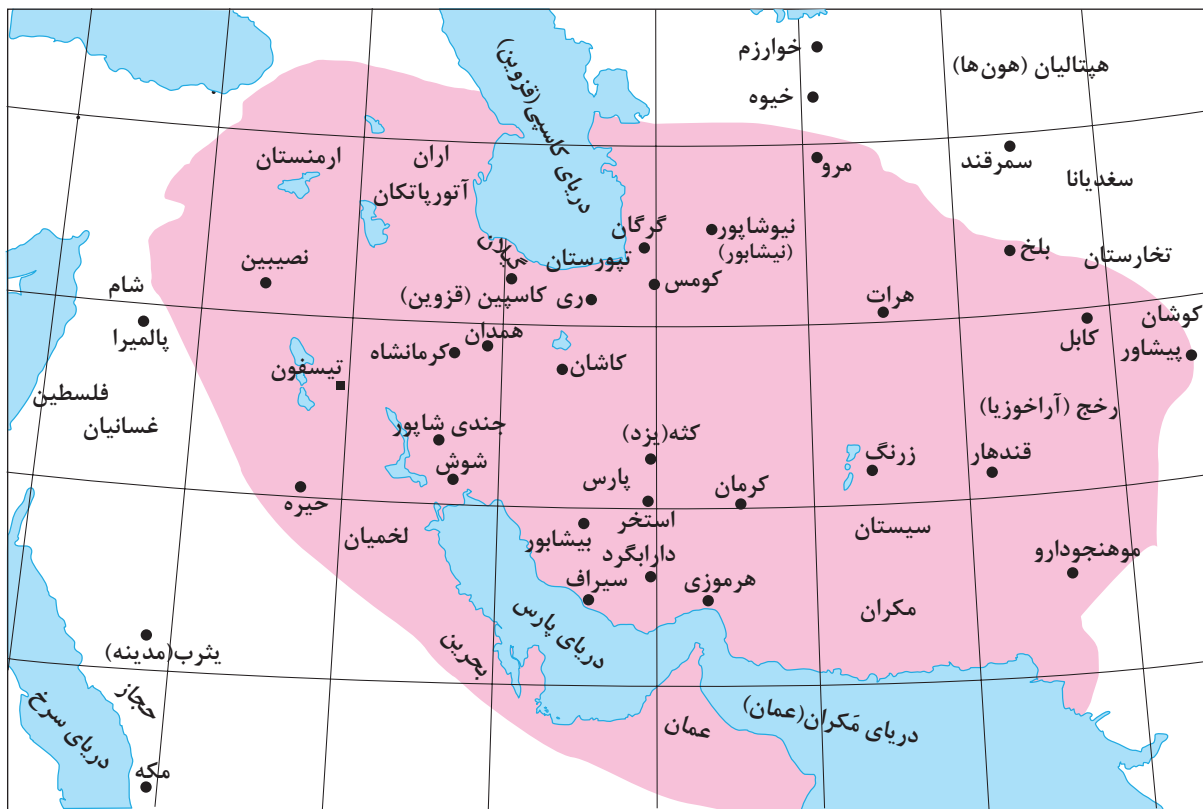 خوارزم
هپتالیان (هون‌ها)
خیوه
دریای کاسپی(قزوین)
سمرقند
مرو
سغدیانا
اران
ارمنستان
آتورپاتکان
گرگان
نیوشاپور
(نیشابور)
بلخ
تخارستان
گیلان
تپورستان
نصیبین
کومس
شام
کاسپین (قزوین)
ری
هرات
کوشان
پیشاور
کابل
پالمیرا
همدان
کرمانشاه
کاشان
تیسفون
فلسطین
غسانیان
رخج (آراخوزیا)
جندی شاپور
کثه(یزد)
شوش
زرنگ
قندهار
پارس
کرمان
حیره
استخر
سیستان
لخمیان
بیشابور
دارابگرد
موهنجودارو
سیراف
هرموزی
مکران
دریای پارس
یثرب(مدینه)
بحرین
حجاز
دریای مَکران(عمان)
عمان
دریای سرخ
مکه